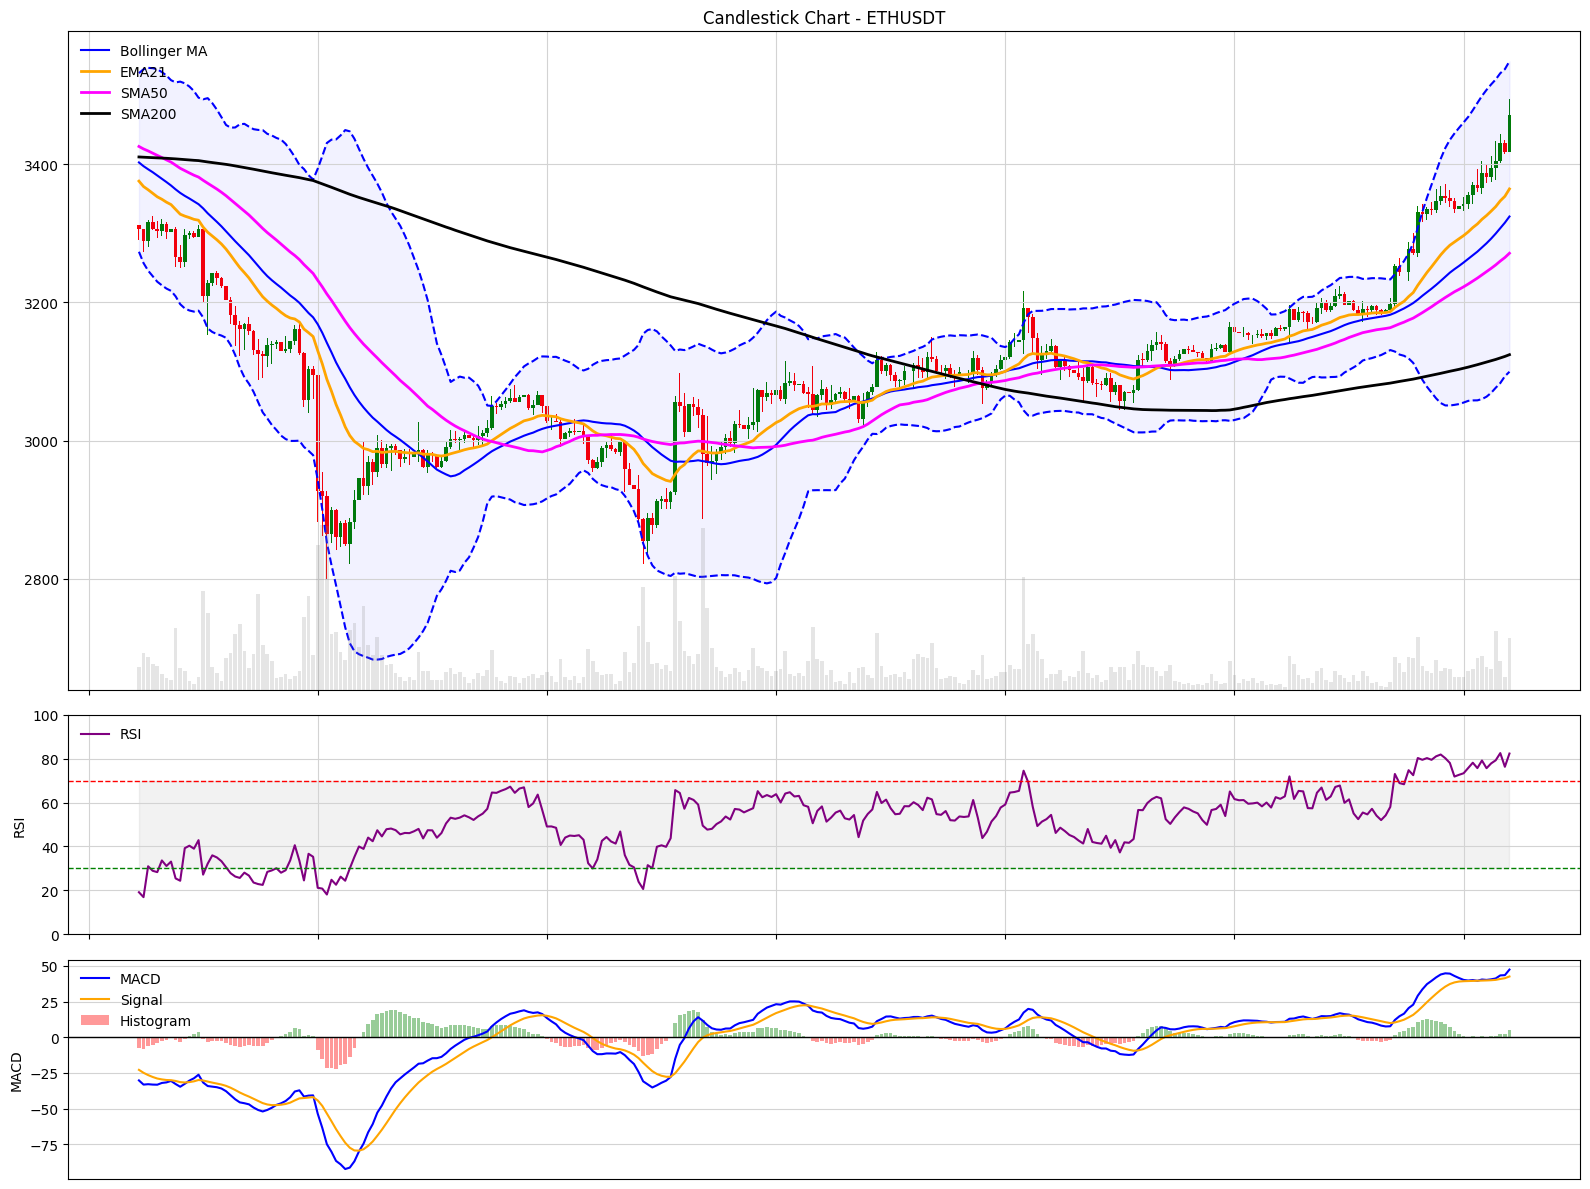 Candlestick Chart - ETHUSDT
Bollinger MA
EMA21
SMA50
SMA200
3400
3200
3000
2800
RSI
100
80
60
40
20
0
RSI
MACD
Signal
Histogram
50
25
0
−25
−50
−75
MACD